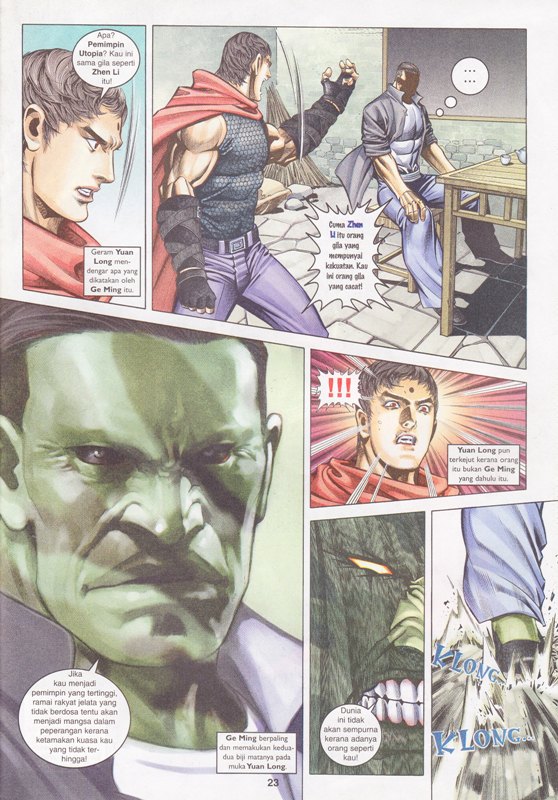 Apa?
Pemimpin
Utopia? Kau ini
sama gila seperti
Zhen Li
itu!
Geram Yuan
Long men-
dengar apa yang
dikatakan oleh
Ge Ming itu.
...
...
Cuma Zhen
Li itu orang
gila yang
mempunyai
kekuatan. Kau
ini orang gila
yang cacat!
!!!
Yuan Long pun
terkejut kerana orang
itu bukan Ge Ming
yang dahulu itu.
Jika
kau menjadi
pemimpin yang tertinggi,
ramai rakyat jelata yang
tidak berdosa tentu akan
menjadi mangsa dalam
peperangan kerana
ketamakan kuasa kau
yang tidak ter-
hingga!
Ge Ming berpaling
dan memakukan kedua-
dua biji matanya pada
muka Yuan Long.
Dunia
ini tidak
akan sempurna
kerana adanya
orang seperti
kau!
KLONG...
KLONG...
23